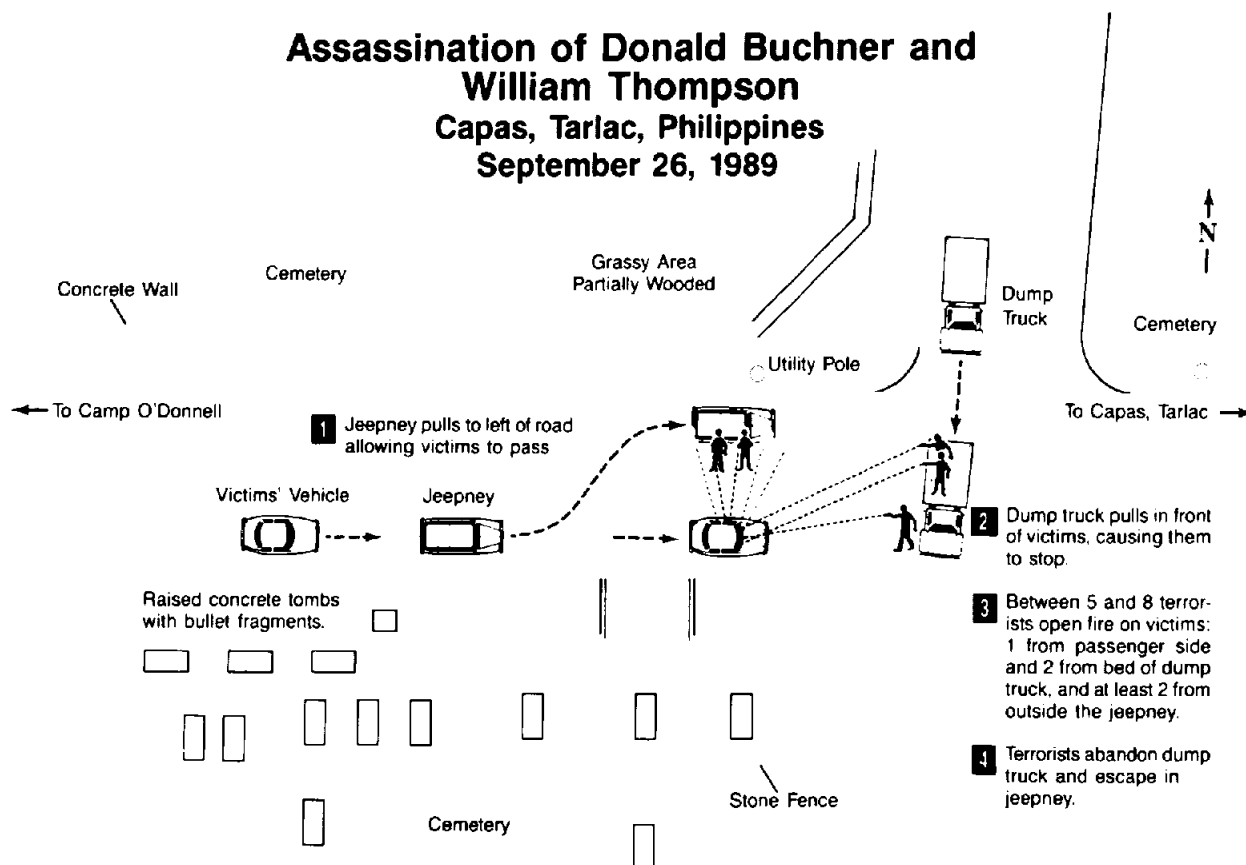 Assassination of Donald Buchner and
William Thompson
Capas, Tarlac, Philippines
September 26, 1989
N
Cemetery
Grassy Area
Partially Wooded
Concrete Wall
Dump
Truck
Cemetery
Utility Pole
To Camp O'Donnell
To Capas, Tarlac
1 Jeepney pulls to left of road
allowing victims to pass
Victims' Vehicle
Jeepney
2 Dump truck pulls in front
of victims, causing them
to stop.
Raised concrete tombs
with bullet fragments.
3 Between 5 and 8 terror-
ists open fire on victims:
1 from passenger side
and 2 from bed of dump
truck, and at least 2 from
outside the jeepney.
4 Terrorists abandon dump
truck and escape in
jeepney.
Stone Fence
Cemetery